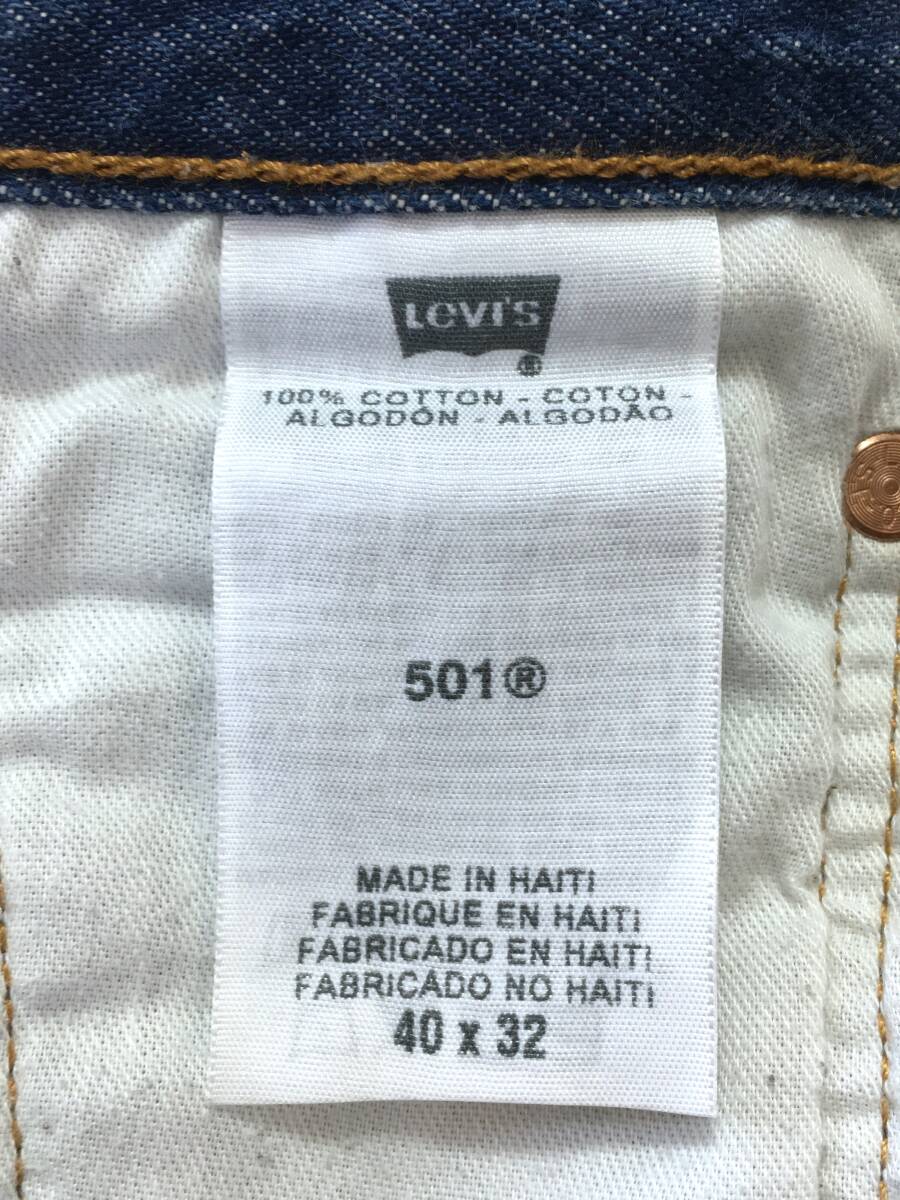 LEVI'S
®
100% COTTON - COTON -
ALGODÓN - ALGODÃO
501®
MADE IN HAITI
FABRIQUE EN HAITI
FABRICADO EN HAITI
FABRICADO NO HAITI
40 x 32